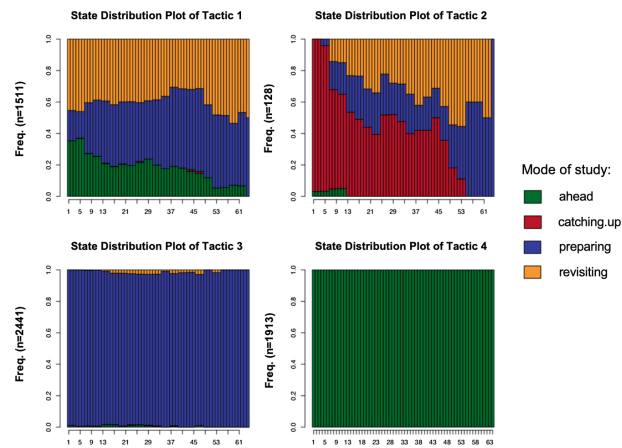 State Distribution Plot of Tactic 1
Freq. (n=1511)
0.0 0.2 0.4 0.6 0.8 1.0
1 5 9 13 21 29 37 45 53 61
State Distribution Plot of Tactic 2
Freq. (n=128)
0.0 0.2 0.4 0.6 0.8 1.0
1 5 9 13 21 29 37 45 53 61
Mode of study:
ahead
catching.up
preparing
revisiting
State Distribution Plot of Tactic 3
Freq. (n=2441)
0.0 0.2 0.4 0.6 0.8 1.0
1 5 9 13 21 29 37 45 53 61
State Distribution Plot of Tactic 4
Freq. (n=1913)
0.0 0.2 0.4 0.6 0.8 1.0
1 5 8 13 18 23 28 33 38 43 48 53 58 63